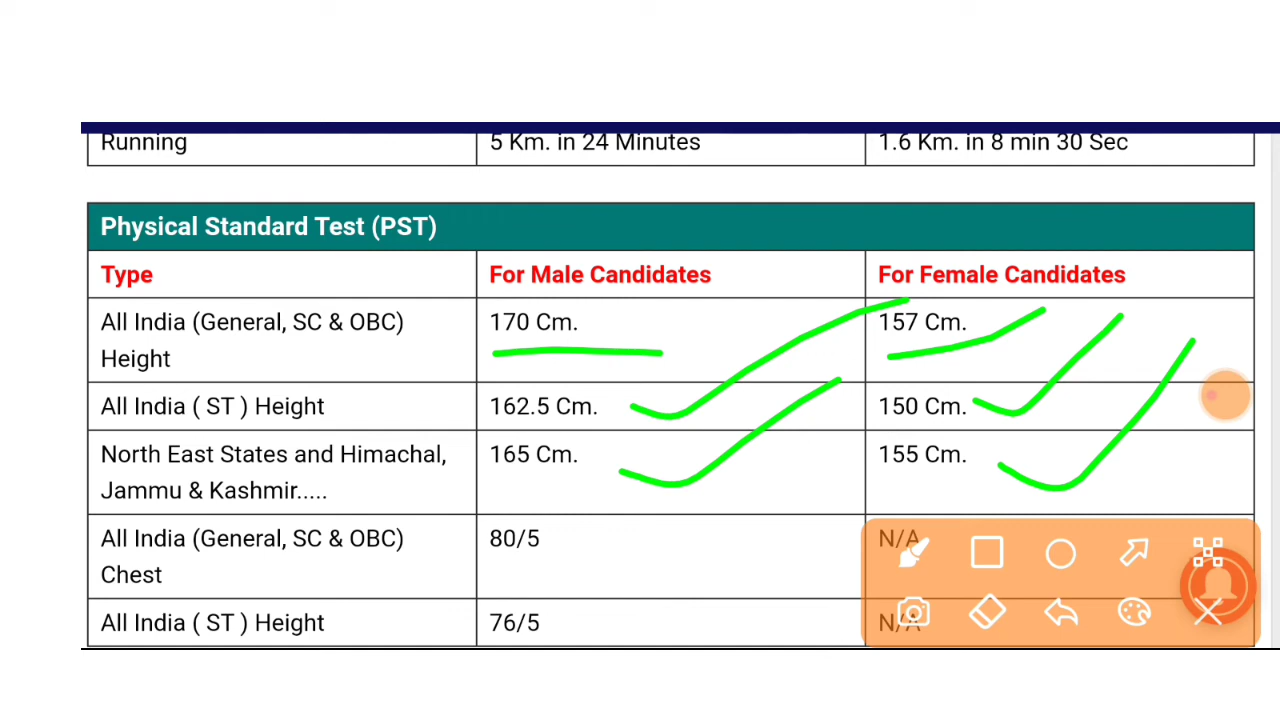 Running 5 Km. in 24 Minutes 1.6 Km. in 8 min 30 Sec
Physical Standard Test (PST)
Type For Male Candidates For Female Candidates
All India (General, SC & OBC) 170 Cm. 157 Cm.
Height
All India ( ST ) Height 162.5 Cm. 150 Cm.
North East States and Himachal, 165 Cm. 155 Cm.
Jammu & Kashmir.....
All India (General, SC & OBC) 80/5 N/A
Chest
All India ( ST ) Height 76/5 N/A